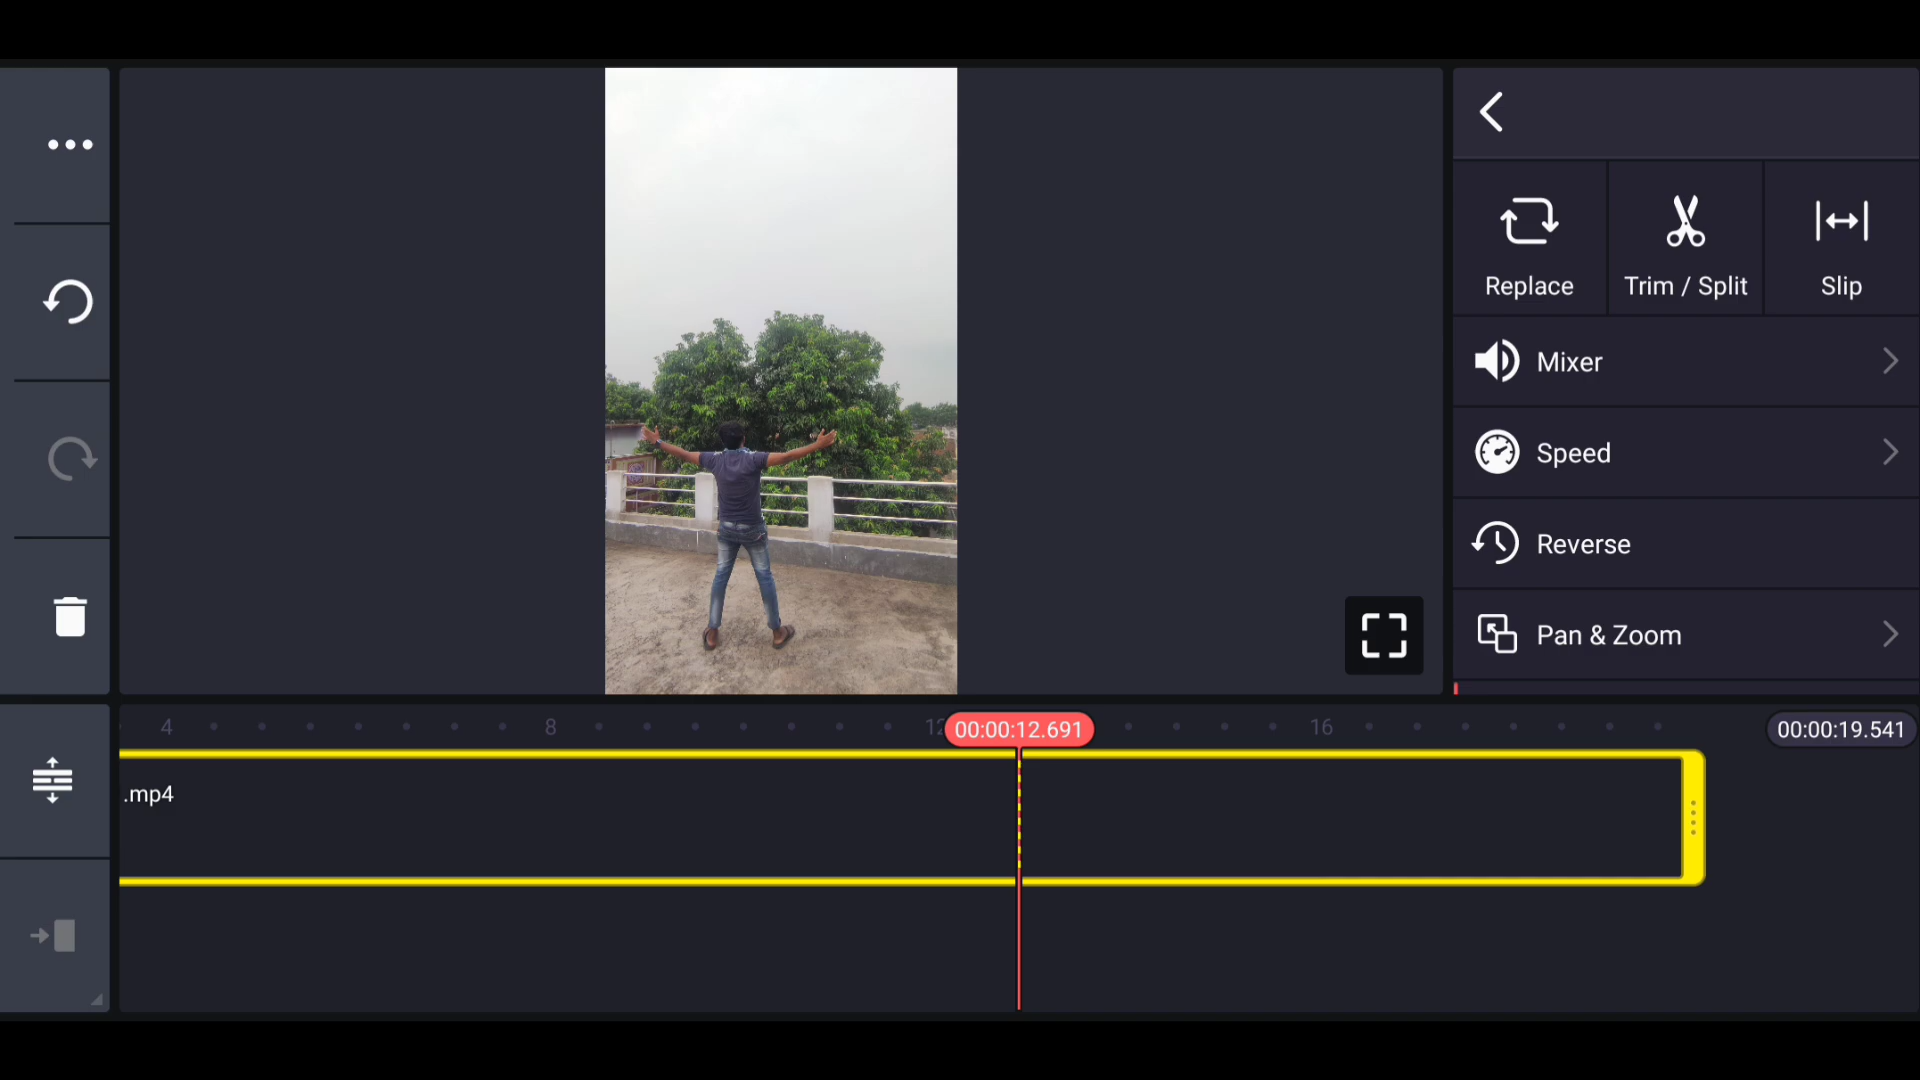 Replace
Trim / Split
Slip
Mixer
Speed
Reverse
Pan & Zoom
4
8
12
00:00:12.691
16
00:00:19.541
.mp4